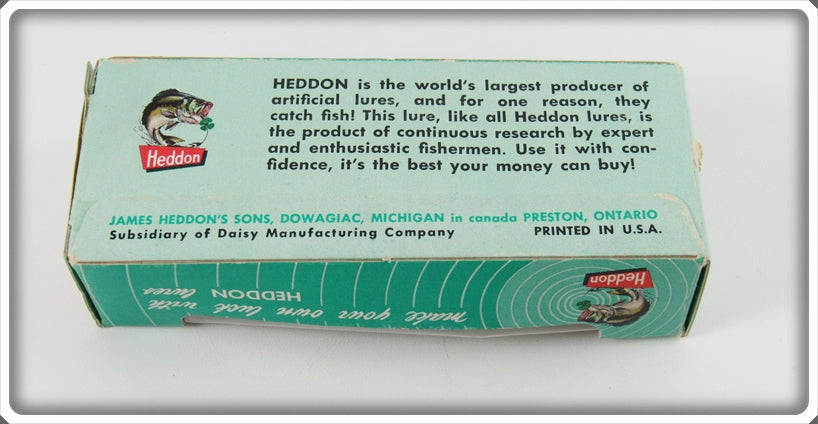 HEDDON is the world's largest producer of
artificial lures, and for one reason, they
catch fish! This lure, like all Heddon lures, is
the product of continuous research by expert
and enthusiastic fishermen. Use it with con-
fidence, it's the best your money can buy!
Heddon
JAMES HEDDON'S SONS, DOWAGIAC, MICHIGAN in canada PRESTON, ONTARIO
Subsidiary of Daisy Manufacturing Company PRINTED IN U.S.A.
Heddon
make your own luck with
HEDDON lures